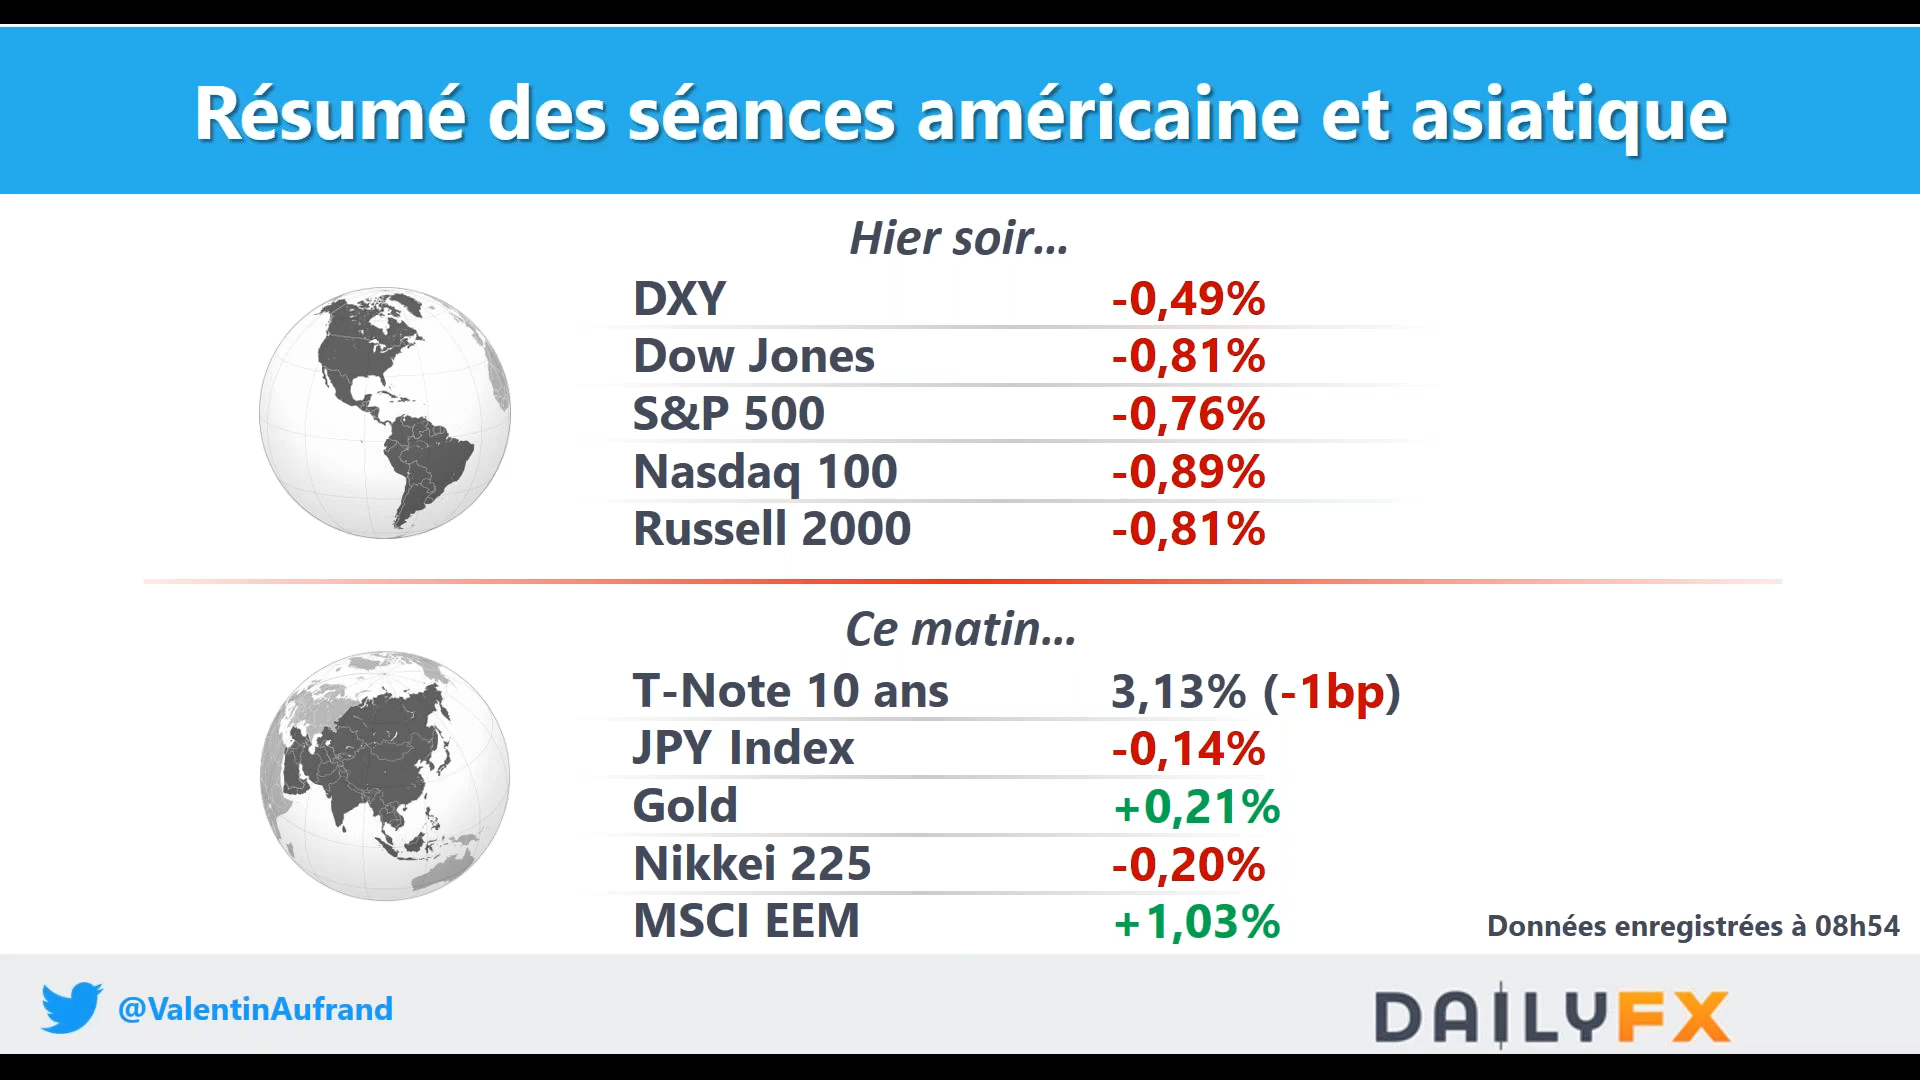 Résumé des séances américaine et asiatique
Hier soir...
DXY -0,49%
Dow Jones -0,81%
S&P 500 -0,76%
Nasdaq 100 -0,89%
Russell 2000 -0,81%
Ce matin...
T-Note 10 ans 3,13% (-1bp)
JPY Index -0,14%
Gold +0,21%
Nikkei 225 -0,20%
MSCI EEM +1,03%
Données enregistrées à 08h54
@ValentinAufrand
DAILYFX